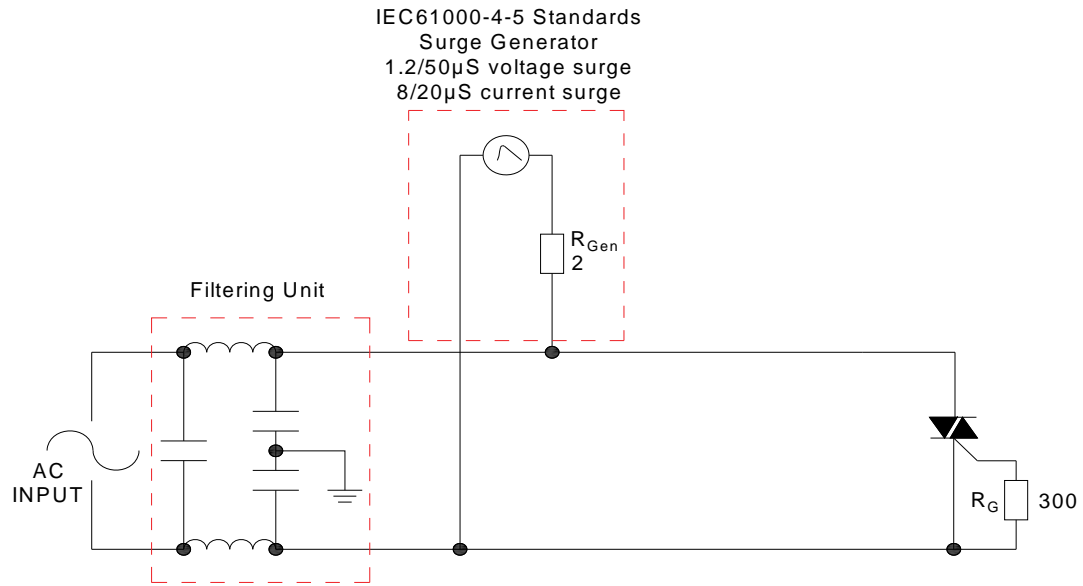 IEC61000-4-5 Standards
Surge Generator
1.2/50µS voltage surge
8/20µS current surge
RGen
2
Filtering Unit
AC
INPUT
RG 300